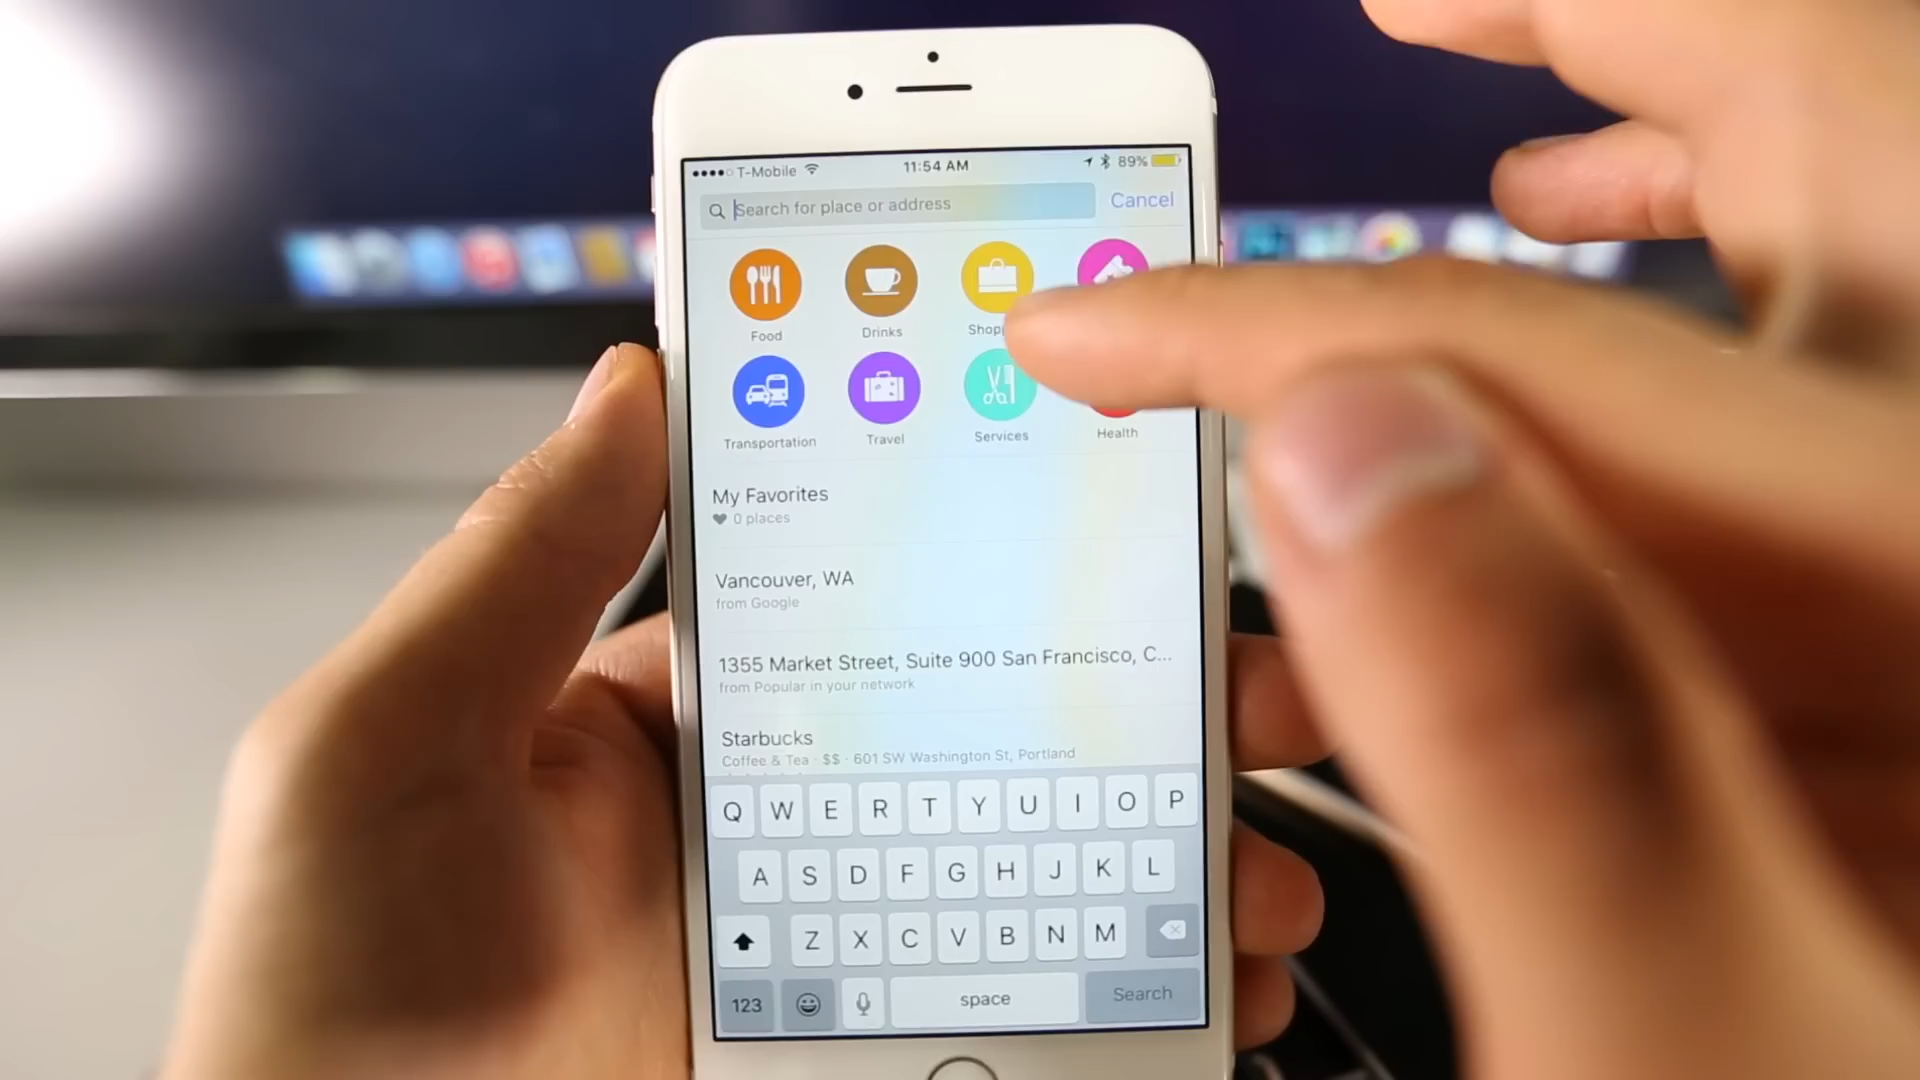 T-Mobile 11:54 AM 89%
Search for place or address Cancel
Food Drinks
Transportation Travel Services Health
My Favorites
0 places
Vancouver, WA
from Google
1355 Market Street, Suite 900 San Francisco, C...
from Popular in your network
Starbucks
Coffee & Tea · $$ · 601 SW Washington St, Portland
Q W E R T Y U I O P
A S D F G H J K L
Z X C V B N M
123 space Search